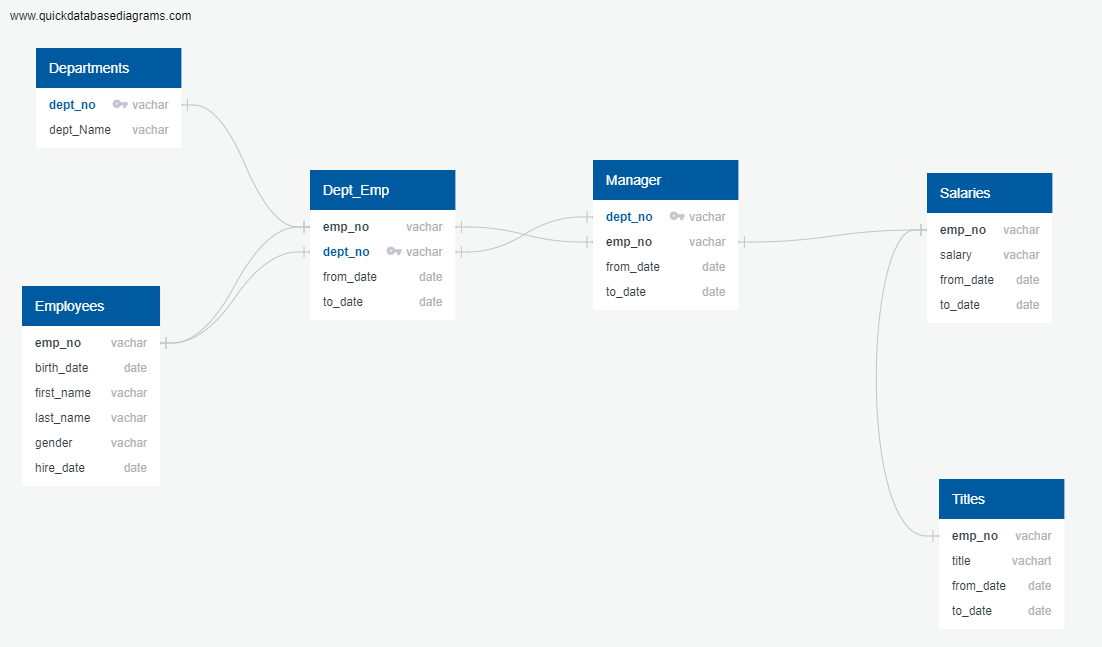 www.quickdatabasediagrams.com
Departments
dept_no vachar
dept_Name vachar
Dept_Emp
emp_no vachar
dept_no vachar
from_date date
to_date date
Manager
dept_no vachar
emp_no vachar
from_date date
to_date date
Salaries
emp_no vachar
salary vachar
from_date date
to_date date
Employees
emp_no vachar
birth_date date
first_name vachar
last_name vachar
gender vachar
hire_date date
Titles
emp_no vachar
title vachart
from_date date
to_date date